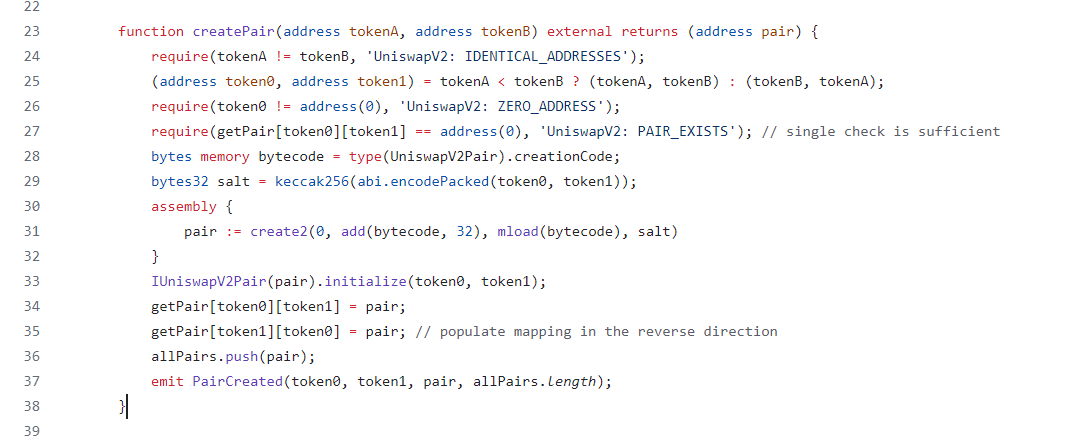 22
23 function createPair(address tokenA, address tokenB) external returns (address pair) {
24 require(tokenA != tokenB, 'UniswapV2: IDENTICAL_ADDRESSES');
25 (address token0, address token1) = tokenA < tokenB ? (tokenA, tokenB) : (tokenB, tokenA);
26 require(token0 != address(0), 'UniswapV2: ZERO_ADDRESS');
27 require(getPair[token0][token1] == address(0), 'UniswapV2: PAIR_EXISTS'); // single check is sufficient
28 bytes memory bytecode = type(UniswapV2Pair).creationCode;
29 bytes32 salt = keccak256(abi.encodePacked(token0, token1));
30 assembly {
31 pair := create2(0, add(bytecode, 32), mload(bytecode), salt)
32 }
33 IUniswapV2Pair(pair).initialize(token0, token1);
34 getPair[token0][token1] = pair;
35 getPair[token1][token0] = pair; // populate mapping in the reverse direction
36 allPairs.push(pair);
37 emit PairCreated(token0, token1, pair, allPairs.length);
38 }
39